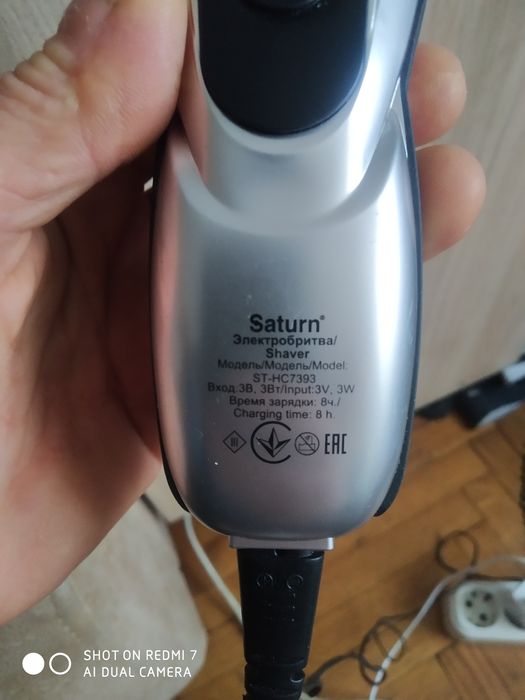 Saturn®
Электробритва/
Shaver
Модель/Модель/Model:
ST-HC7393
Вход:3В, 3Вт/Input:3V, 3W
Время зарядки: 8ч./
Charging time: 8 h.
III
EAC
SHOT ON REDMI 7
AI DUAL CAMERA